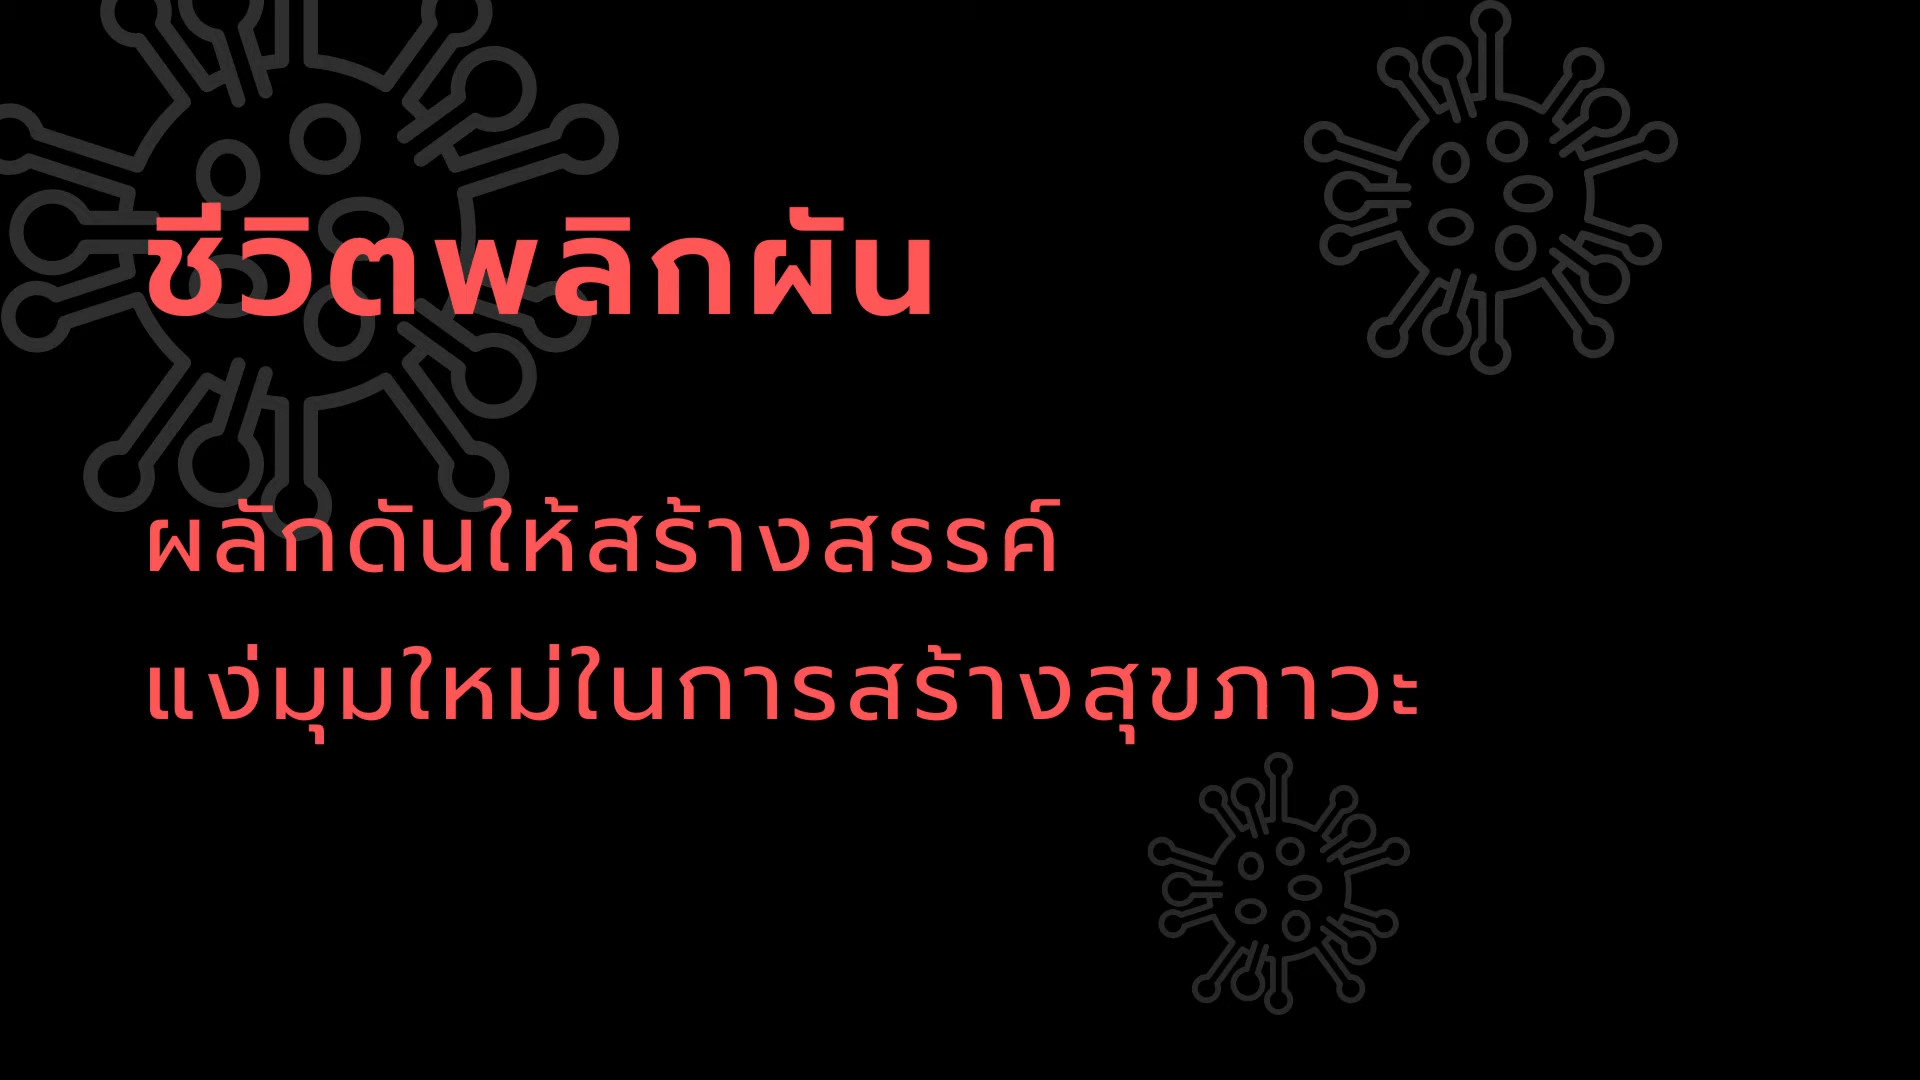 ชีวิตพลิกผัน
ผลักดันให้สร้างสรรค์
แง่มุมใหม่ในการสร้างสุขภาวะ